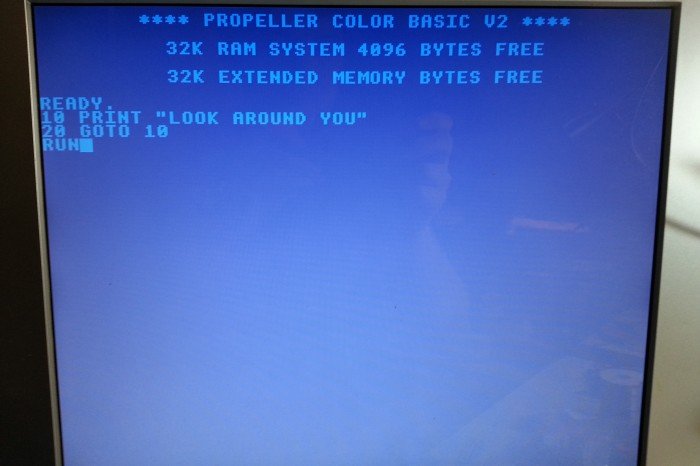 **** PROPELLER COLOR BASIC V2 ****
32K RAM SYSTEM 4096 BYTES FREE
32K EXTENDED MEMORY BYTES FREE
READY.
10 PRINT "LOOK AROUND YOU"
20 GOTO 10
RUN